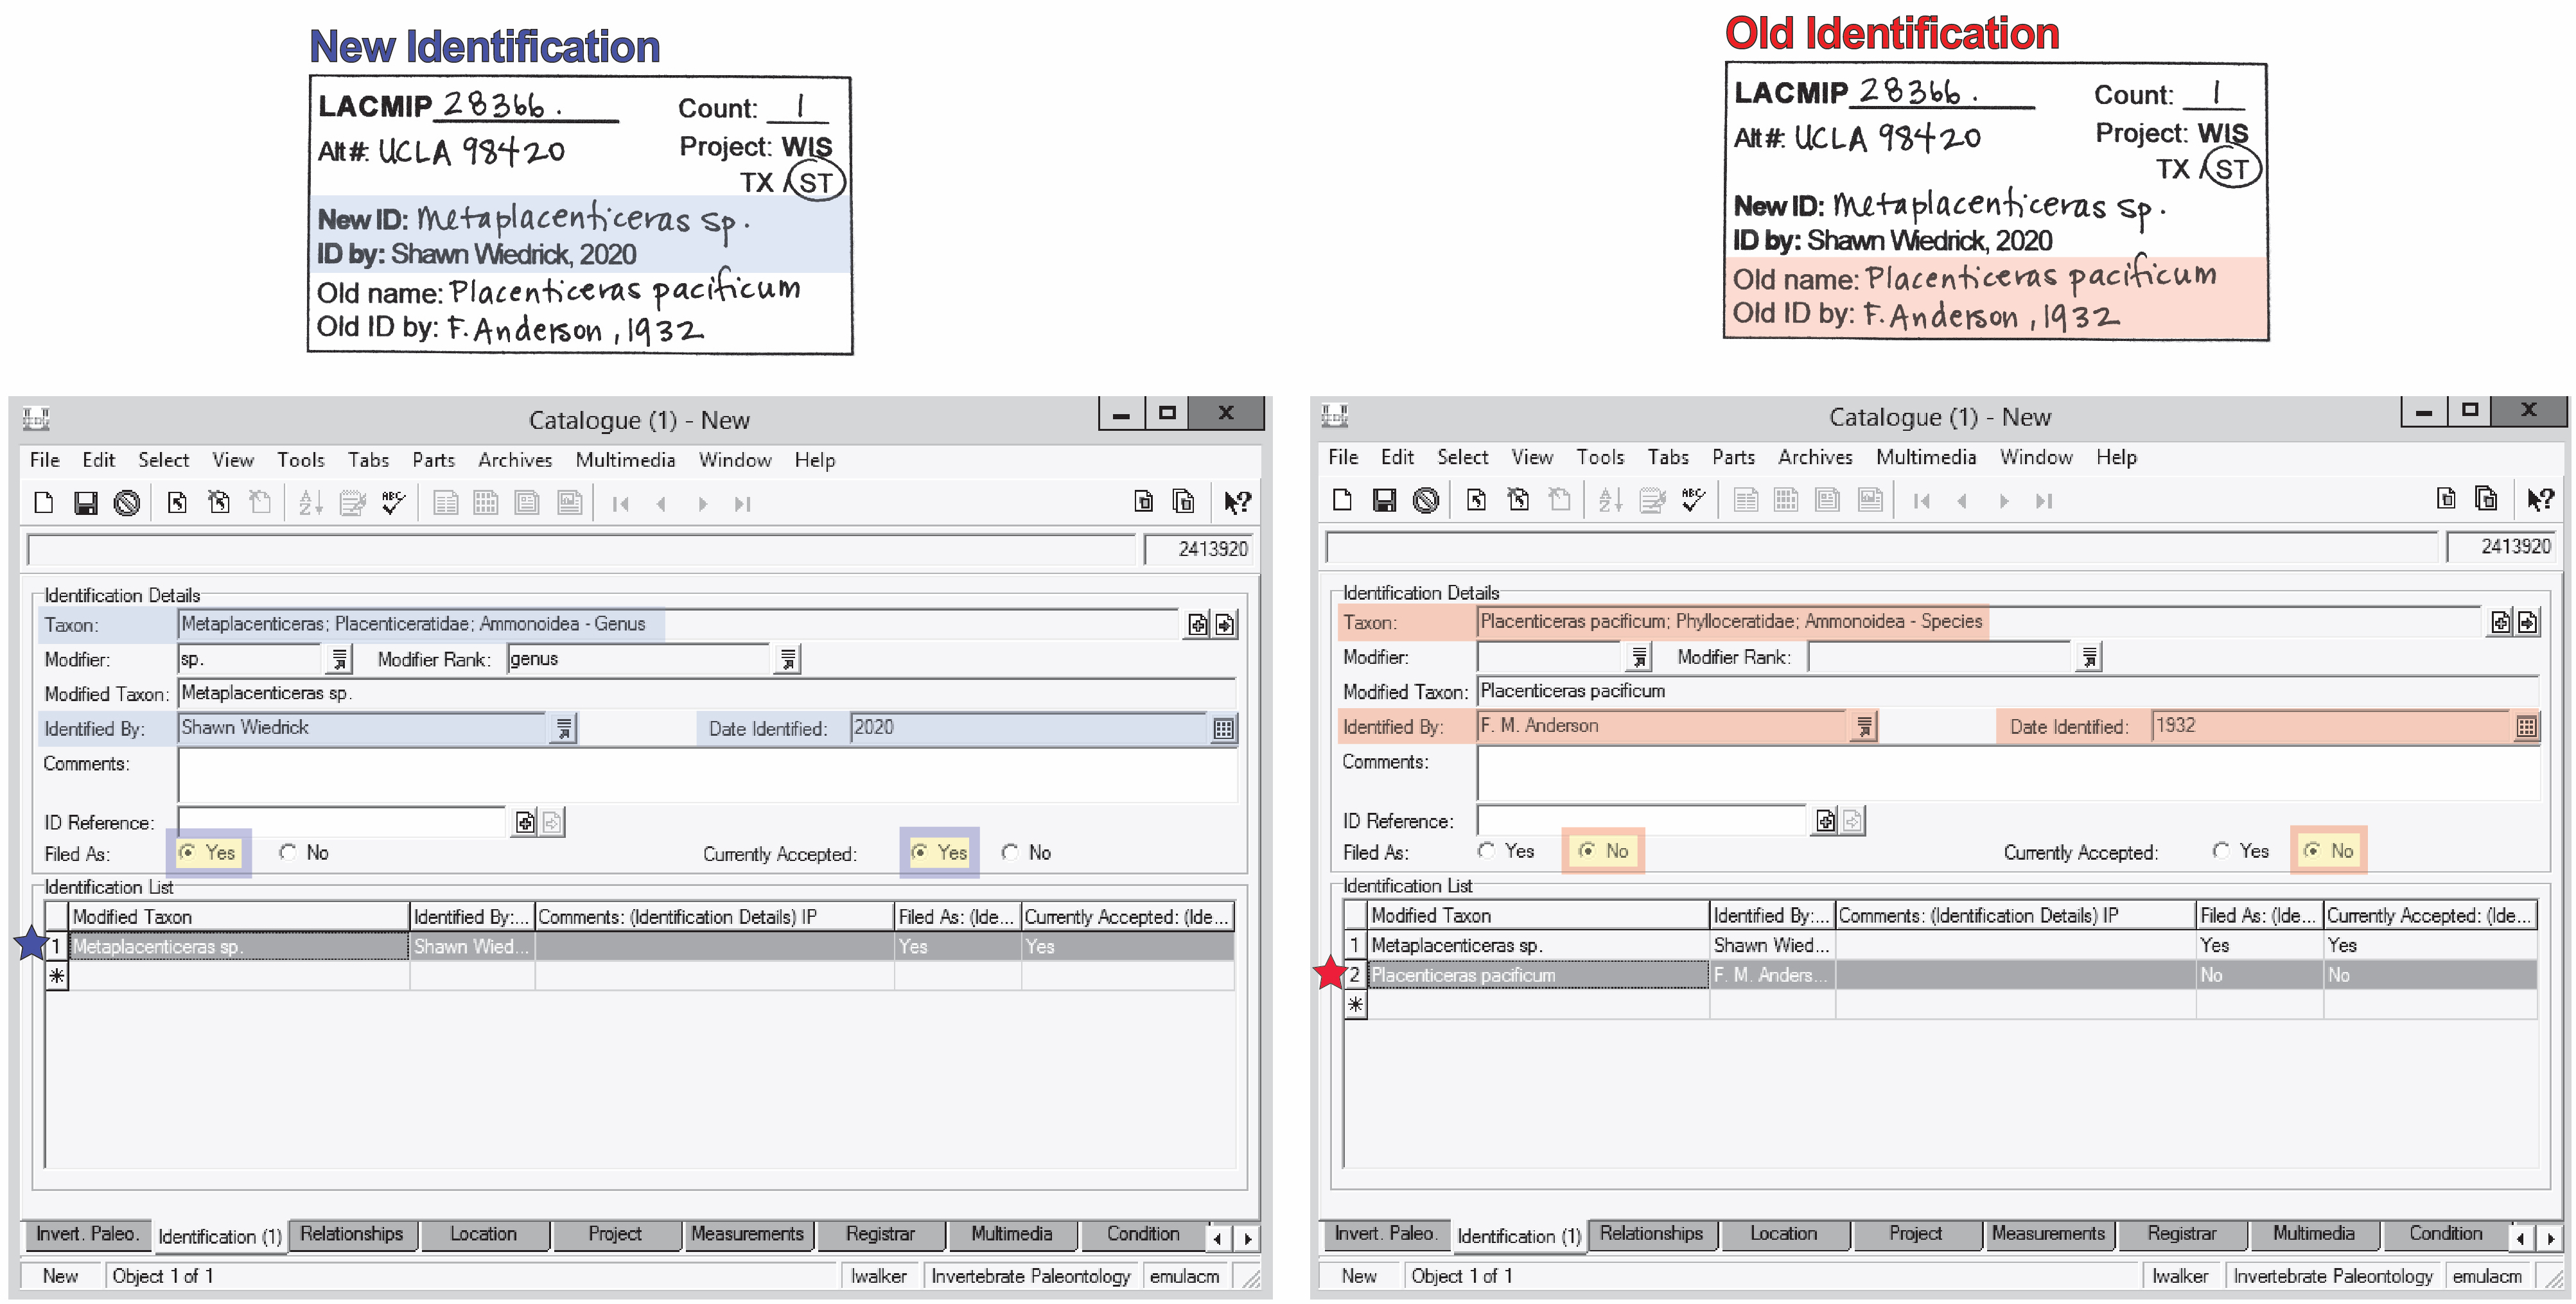 New Identification
LACMIP 28366. Count: 1
Alt#: UCLA 98420 Project: WIS
TX / ST
New ID: Metaplacenticeras sp.
ID by: Shawn Wiedrick, 2020
Old name: Placenticeras pacificum
Old ID by: F. Anderson, 1932
Catalogue (1) - New
File Edit Select View Tools Tabs Parts Archives Multimedia Window Help
2413920
Identification Details
Taxon: Metaplacenticeras; Placenticeratidae; Ammonoidea - Genus
Modifier: sp. Modifier Rank: genus
Modified Taxon: Metaplacenticeras sp.
Identified By: Shawn Wiedrick Date Identified: 2020
Comments:
ID Reference:
Filed As: Yes No Currently Accepted: Yes No
Identification List
Modified Taxon Identified By:... Comments: (Identification Details) IP Filed As: (Ide... Currently Accepted: (Ide...
1 Metaplacenticeras sp. Shawn Wied... Yes Yes
Invert. Paleo. Identification (1) Relationships Location Project Measurements Registrar Multimedia Condition
New Object 1 of 1 lwalker Invertebrate Paleontology emulacm
Old Identification
LACMIP 28366. Count: 1
Alt#: UCLA 98420 Project: WIS
TX / ST
New ID: Metaplacenticeras sp.
ID by: Shawn Wiedrick, 2020
Old name: Placenticeras pacificum
Old ID by: F. Anderson, 1932
Catalogue (1) - New
File Edit Select View Tools Tabs Parts Archives Multimedia Window Help
2413920
Identification Details
Taxon: Placenticeras pacificum; Phylloceratidae; Ammonoidea - Species
Modifier: Modifier Rank:
Modified Taxon: Placenticeras pacificum
Identified By: F. M. Anderson Date Identified: 1932
Comments:
ID Reference:
Filed As: Yes No Currently Accepted: Yes No
Identification List
Modified Taxon Identified By:... Comments: (Identification Details) IP Filed As: (Ide... Currently Accepted: (Ide...
1 Metaplacenticeras sp. Shawn Wied... Yes Yes
2 Placenticeras pacificum F. M. Anders... No No
Invert. Paleo. Identification (1) Relationships Location Project Measurements Registrar Multimedia Condition
New Object 1 of 1 lwalker Invertebrate Paleontology emulacm